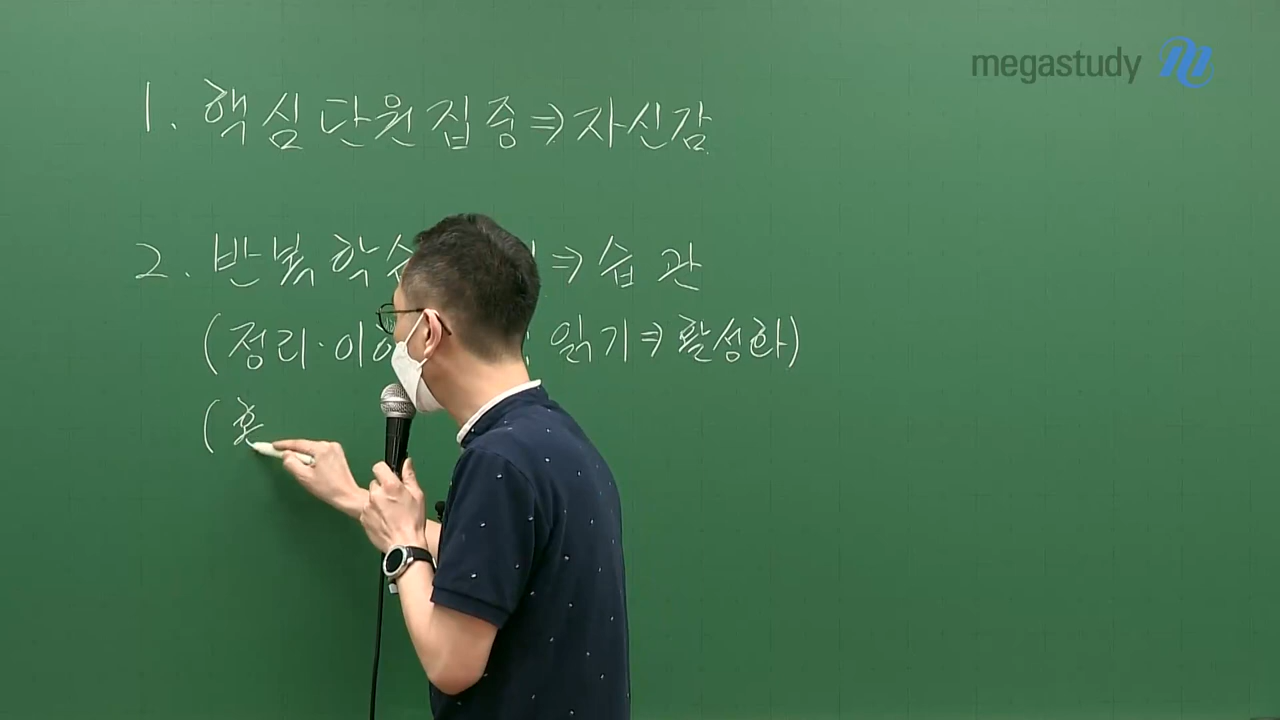 megastudy
1. 핵심단원집중⇒자신감
2. 반복학 ⇒습관
(정리·이 읽기⇒활성화)
(